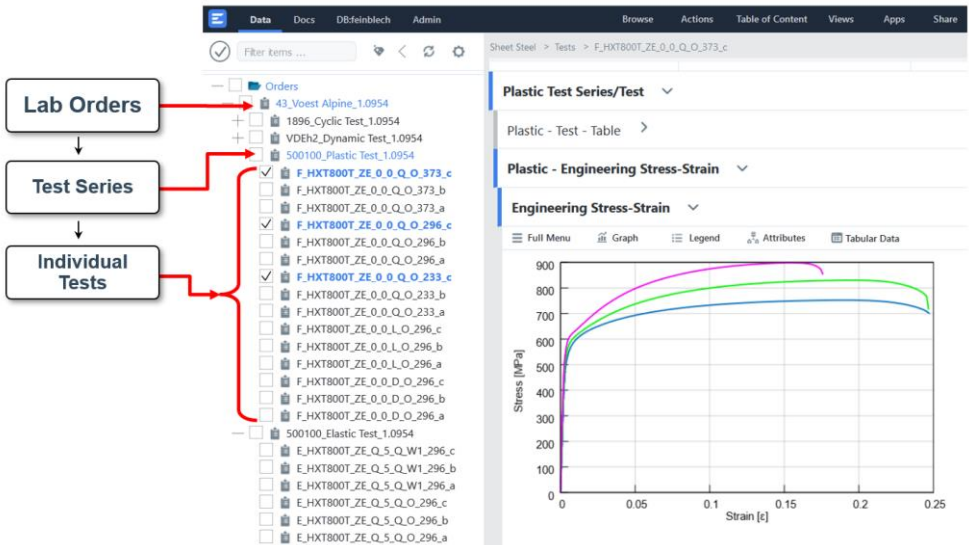 Data Docs DB:feinblech Admin Browse Actions Table of Content Views Apps Share
Filter items ...
Sheet Steel > Tests > F_HXT800T_ZE_0_0_Q_O_373_c
Lab Orders
Test Series
Individual
Tests
Orders
43_Voest Alpine_1.0954
1896_Cyclic Test_1.0954
VDEh2_Dynamic Test_1.0954
500100_Plastic Test_1.0954
F_HXT800T_ZE_0_0_Q_O_373_c
F_HXT800T_ZE_0_0_Q_O_373_b
F_HXT800T_ZE_0_0_Q_O_373_a
F_HXT800T_ZE_0_0_Q_O_296_c
F_HXT800T_ZE_0_0_Q_O_296_b
F_HXT800T_ZE_0_0_Q_O_296_a
F_HXT800T_ZE_0_0_Q_O_233_c
F_HXT800T_ZE_0_0_Q_O_233_b
F_HXT800T_ZE_0_0_Q_O_233_a
F_HXT800T_ZE_0_0_L_O_296_c
F_HXT800T_ZE_0_0_L_O_296_b
F_HXT800T_ZE_0_0_L_O_296_a
F_HXT800T_ZE_0_0_D_O_296_c
F_HXT800T_ZE_0_0_D_O_296_b
F_HXT800T_ZE_0_0_D_O_296_a
500100_Elastic Test_1.0954
E_HXT800T_ZE_Q_5_Q_W1_296_c
E_HXT800T_ZE_Q_5_Q_W1_296_b
E_HXT800T_ZE_Q_5_Q_W1_296_a
E_HXT800T_ZE_Q_5_Q_O_296_c
E_HXT800T_ZE_Q_5_Q_O_296_b
E_HXT800T_ZE_Q_5_Q_O_296_a
Plastic Test Series/Test
Plastic - Test - Table
Plastic - Engineering Stress-Strain
Engineering Stress-Strain
Full Menu Graph Legend Attributes Tabular Data
900
800
700
600
500
400
300
200
100
0
Stress [MPa]
0 0.05 0.1 0.15 0.2 0.25
Strain [ε]